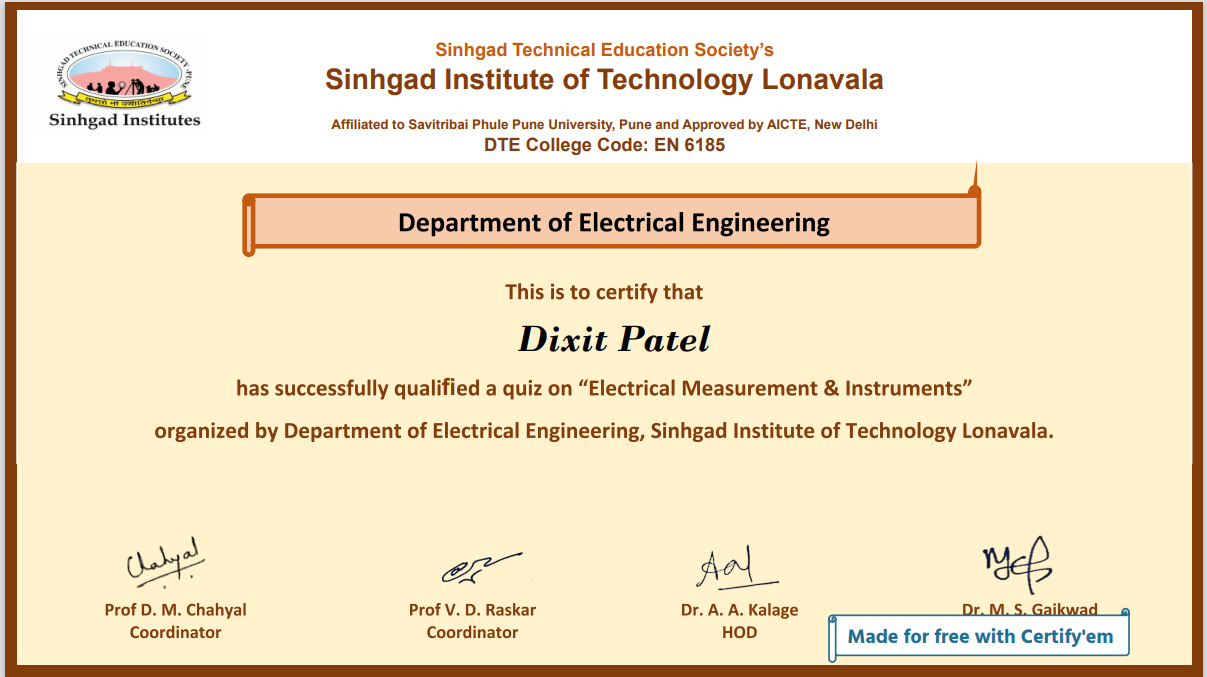 SINHGAD TECHNICAL EDUCATION SOCIETY - PUNE
Sinhgad Institutes
Sinhgad Technical Education Society's
Sinhgad Institute of Technology Lonavala
Affiliated to Savitribai Phule Pune University, Pune and Approved by AICTE, New Delhi
DTE College Code: EN 6185
Department of Electrical Engineering
This is to certify that
Dixit Patel
has successfully qualified a quiz on “Electrical Measurement & Instruments”
organized by Department of Electrical Engineering, Sinhgad Institute of Technology Lonavala.
Chahyal
Prof D. M. Chahyal
Coordinator
Prof V. D. Raskar
Coordinator
Dr. A. A. Kalage
HOD
Dr. M. S. Gaikwad
Made for free with Certify'em